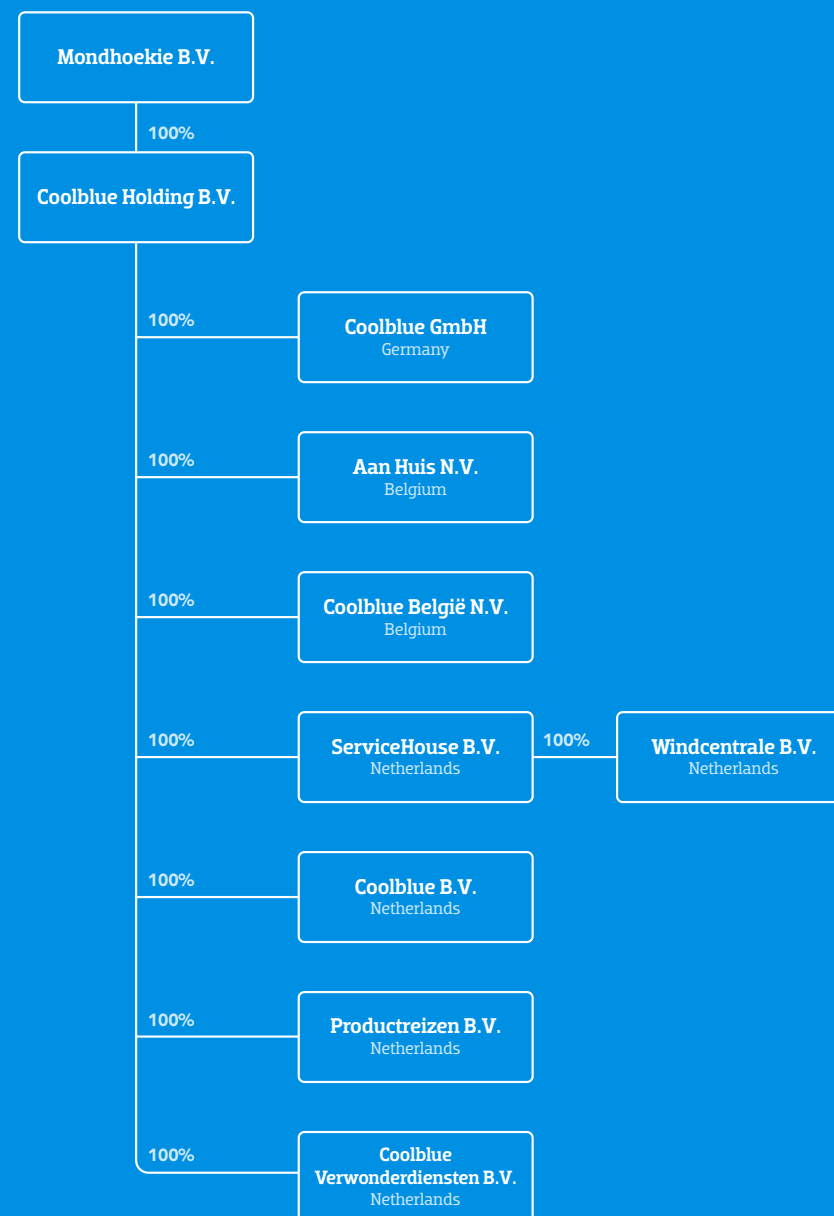 Mondhoekie B.V.
100%
Coolblue Holding B.V.
100%
Coolblue GmbH
Germany
100%
Aan Huis N.V.
Belgium
100%
Coolblue België N.V.
Belgium
100%
ServiceHouse B.V.
Netherlands
100%
Windcentrale B.V.
Netherlands
100%
Coolblue B.V.
Netherlands
100%
Productreizen B.V.
Netherlands
100%
Coolblue
Verwonderdiensten B.V.
Netherlands